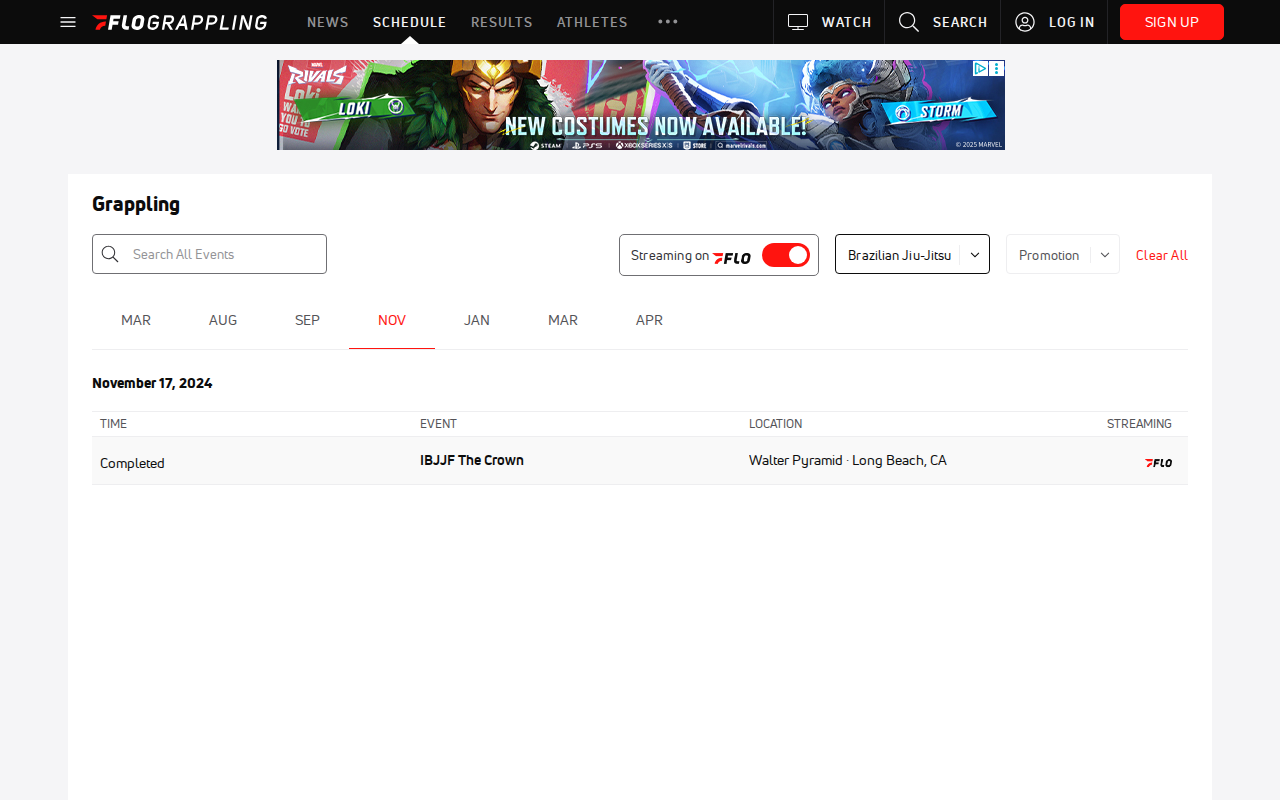 FLOGRAPPLING NEWS SCHEDULE RESULTS ATHLETES WATCH SEARCH LOG IN SIGN UP
MARVEL
RIVALS
Loki
LOKI
STORM
NEW COSTUMES NOW AVAILABLE!
STEAM PS5 XBOX SERIES X|S STORE marvelrivals.com
© 2025 MARVEL
Grappling
Search All Events
Streaming on FLO
Brazilian Jiu-Jitsu
Promotion
Clear All
MAR AUG SEP NOV JAN MAR APR
November 17, 2024
TIME EVENT LOCATION STREAMING
Completed IBJJF The Crown Walter Pyramid · Long Beach, CA FLO